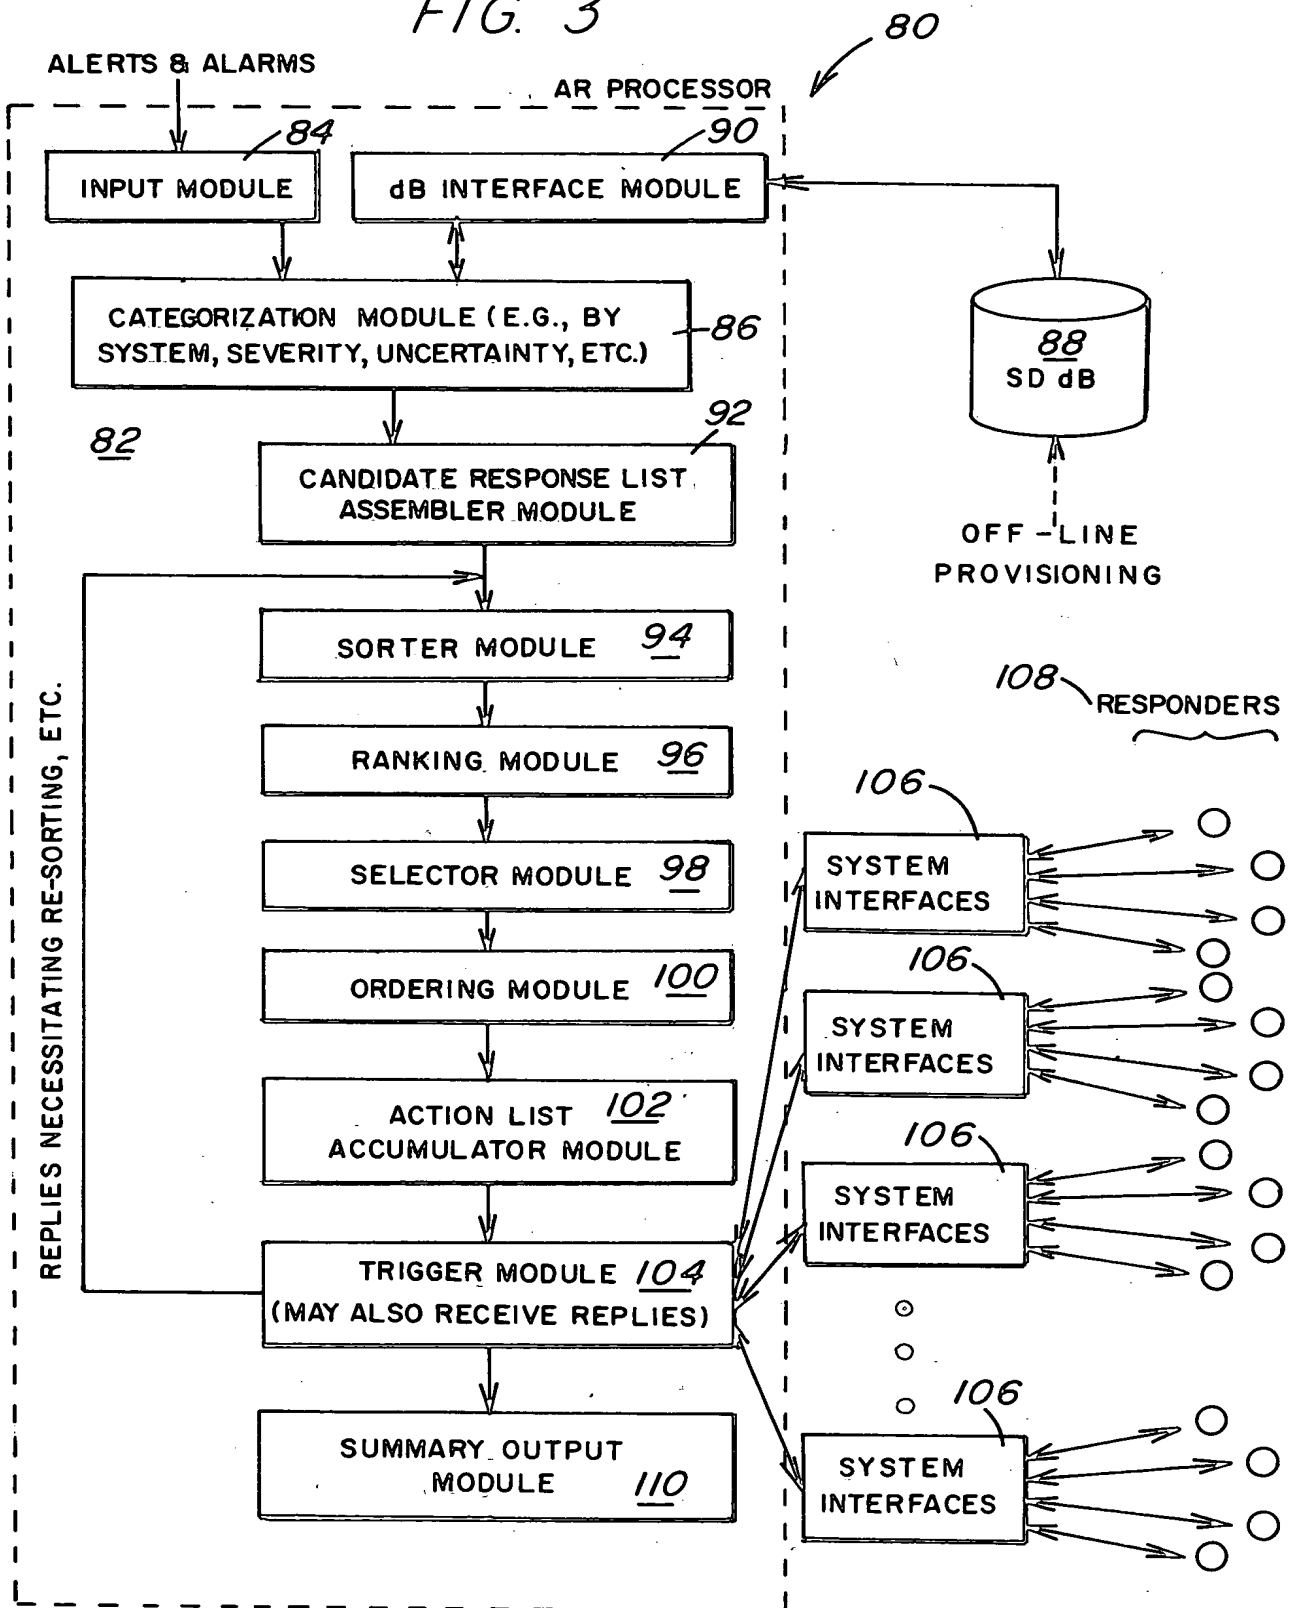 FIG. 3
80
ALERTS & ALARMS
AR PROCESSOR
84
90
INPUT MODULE
dB INTERFACE MODULE
CATEGORIZATION MODULE (E.G., BY
SYSTEM, SEVERITY, UNCERTAINTY, ETC.)
86
88
SD dB
82
92
CANDIDATE RESPONSE LIST
ASSEMBLER MODULE
OFF-LINE
PROVISIONING
SORTER MODULE 94
108
RESPONDERS
REPLIES NECESSITATING RE-SORTING, ETC.
RANKING MODULE 96
106
SYSTEM
INTERFACES
SELECTOR MODULE 98
106
SYSTEM
INTERFACES
ORDERING MODULE 100
ACTION LIST 102
ACCUMULATOR MODULE
106
SYSTEM
INTERFACES
TRIGGER MODULE 104
(MAY ALSO RECEIVE REPLIES)
106
SYSTEM
INTERFACES
SUMMARY OUTPUT
MODULE 110